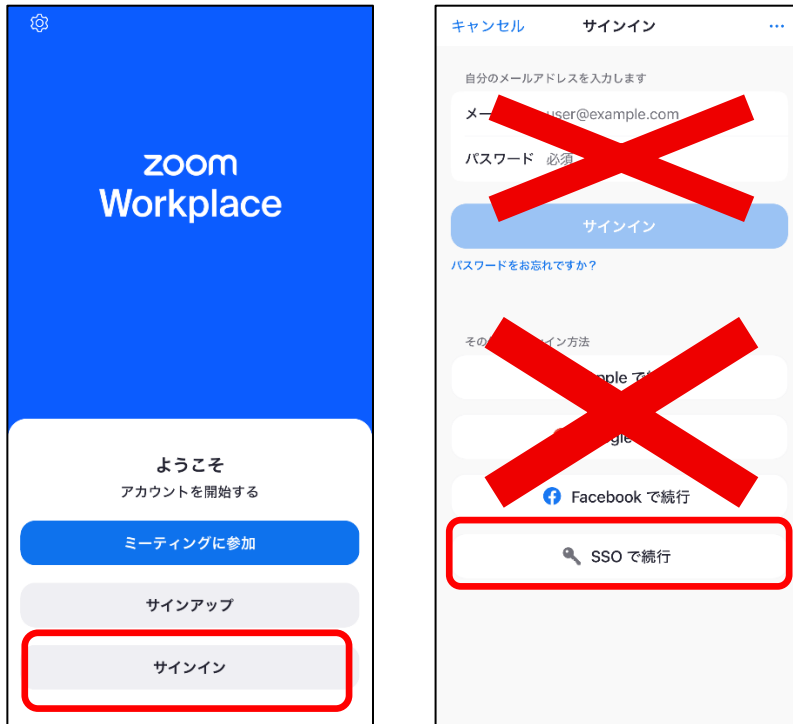 zoom
Workplace
ようこそ
アカウントを開始する
ミーティングに参加
サインアップ
サインイン
キャンセル サインイン ...
自分のメールアドレスを入力します
user@example.com
パスワード 必須
サインイン
パスワードをお忘れですか？
イン方法
Facebook で続行
SSO で続行